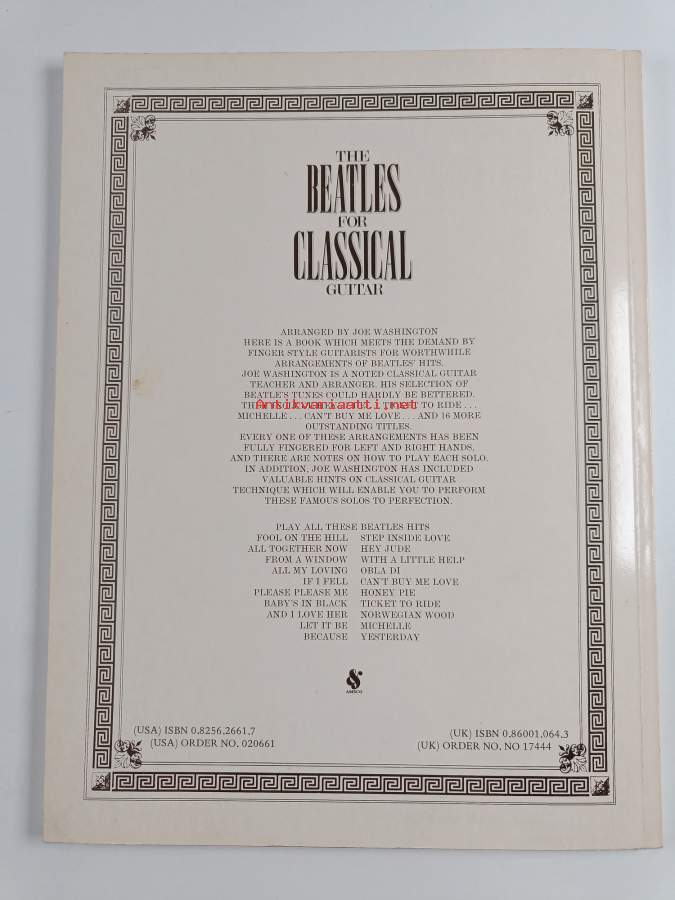 THE
BEATLES
FOR
CLASSICAL
GUITAR
ARRANGED BY JOE WASHINGTON
HERE IS A BOOK WHICH MEETS THE DEMAND BY
FINGER STYLE GUITARISTS FOR WORTHWHILE
ARRANGEMENTS OF BEATLES' HITS.
JOE WASHINGTON IS A NOTED CLASSICAL GUITAR
TEACHER AND ARRANGER. HIS SELECTION OF
BEATLE'S TUNES COULD HARDLY BE BETTERED.
TO RIDE...
Antikvariaatti.net
MICHELLE... CAN'T BUY ME LOVE... AND 16 MORE
OUTSTANDING TITLES.
EVERY ONE OF THESE ARRANGEMENTS HAS BEEN
FULLY FINGERED FOR LEFT AND RIGHT HANDS,
AND THERE ARE NOTES ON HOW TO PLAY EACH SOLO.
IN ADDITION, JOE WASHINGTON HAS INCLUDED
VALUABLE HINTS ON CLASSICAL GUITAR
TECHNIQUE WHICH WILL ENABLE YOU TO PERFORM
THESE FAMOUS SOLOS TO PERFECTION.
PLAY ALL THESE BEATLES HITS
FOOL ON THE HILL STEP INSIDE LOVE
ALL TOGETHER NOW HEY JUDE
FROM A WINDOW WITH A LITTLE HELP
ALL MY LOVING OBLA DI
IF I FELL CAN'T BUY ME LOVE
PLEASE PLEASE ME HONEY PIE
BABY'S IN BLACK TICKET TO RIDE
AND I LOVE HER NORWEGIAN WOOD
LET IT BE MICHELLE
BECAUSE YESTERDAY
AMSCO
(USA) ISBN 0.8256.2661.7
(USA) ORDER NO. 020661
(UK) ISBN 0.86001.064.3
(UK) ORDER NO. NO 17444